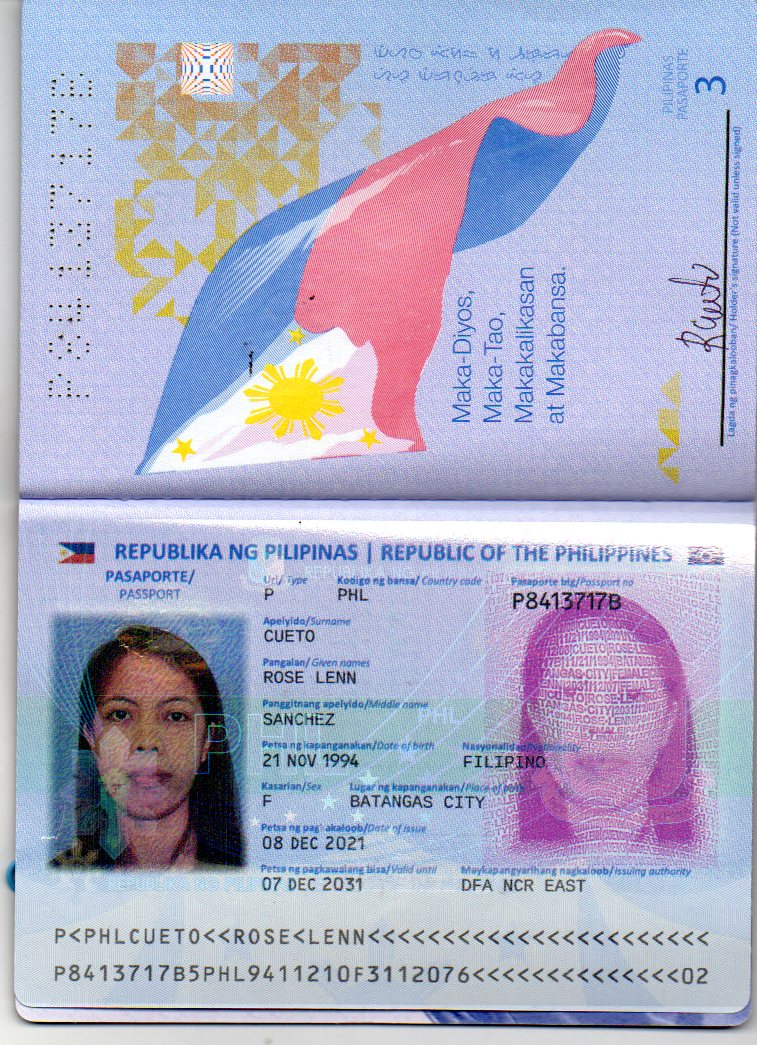 P8413717B
PILIPINAS
PASAPORTE
3
Maka-Diyos,
Maka-Tao,
Makakalikasan
at Makabansa.
RCueto
Lagda ng pinagkalooban/ Holder's signature (Not valid unless signed)
REPUBLIKA NG PILIPINAS | REPUBLIC OF THE PHILIPPINES
PASAPORTE/
PASSPORT
Uri/ Type Kodigo ng bansa/ Country code Pasaporte blg/Passport no
P PHL P8413717B
Apelyido/Surname
CUETO
Pangalan/ Given names
ROSE LENN
Panggitnang apelyido/Middle name
SANCHEZ
PHL
PHL
Petsa ng kapanganakan/Date of birth Nasyonalidad/Nationality
21 NOV 1994 FILIPINO
Kasarian/Sex Lugar ng kapanganakan/Place of birth
F BATANGAS CITY
Petsa ng pagkakaloob/Date of issue
08 DEC 2021
Petsa ng pagkawalang bisa/Valid until Maykapangyarihang nagkaloob/Issuing authority
07 DEC 2031 DFA NCR EAST
P<PHLCUETO<<ROSE<LENN<<<<<<<<<<<<<<<<<<<<<<<
P8413717B5PHL9411210F3112076<<<<<<<<<<<<<<02